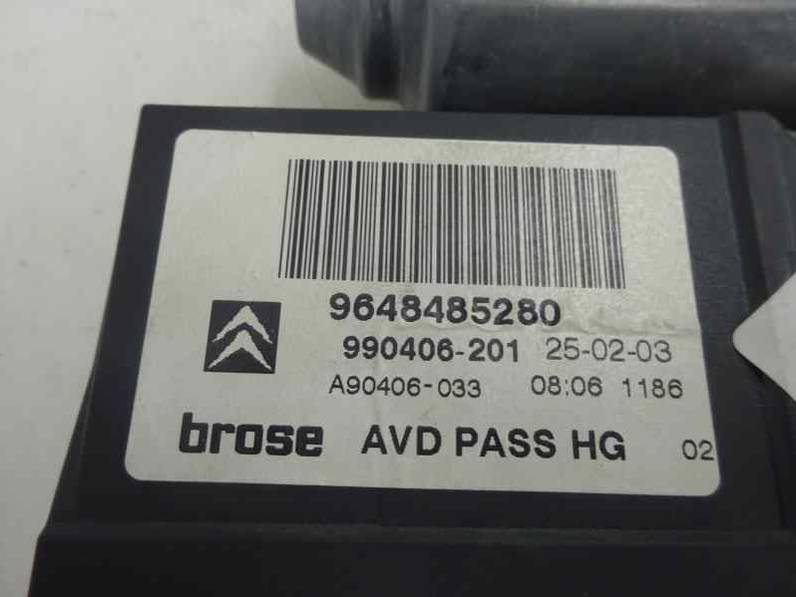 9648485280
990406-201 25-02-03
A90406-033 08:06 1186
brose AVD PASS HG 02